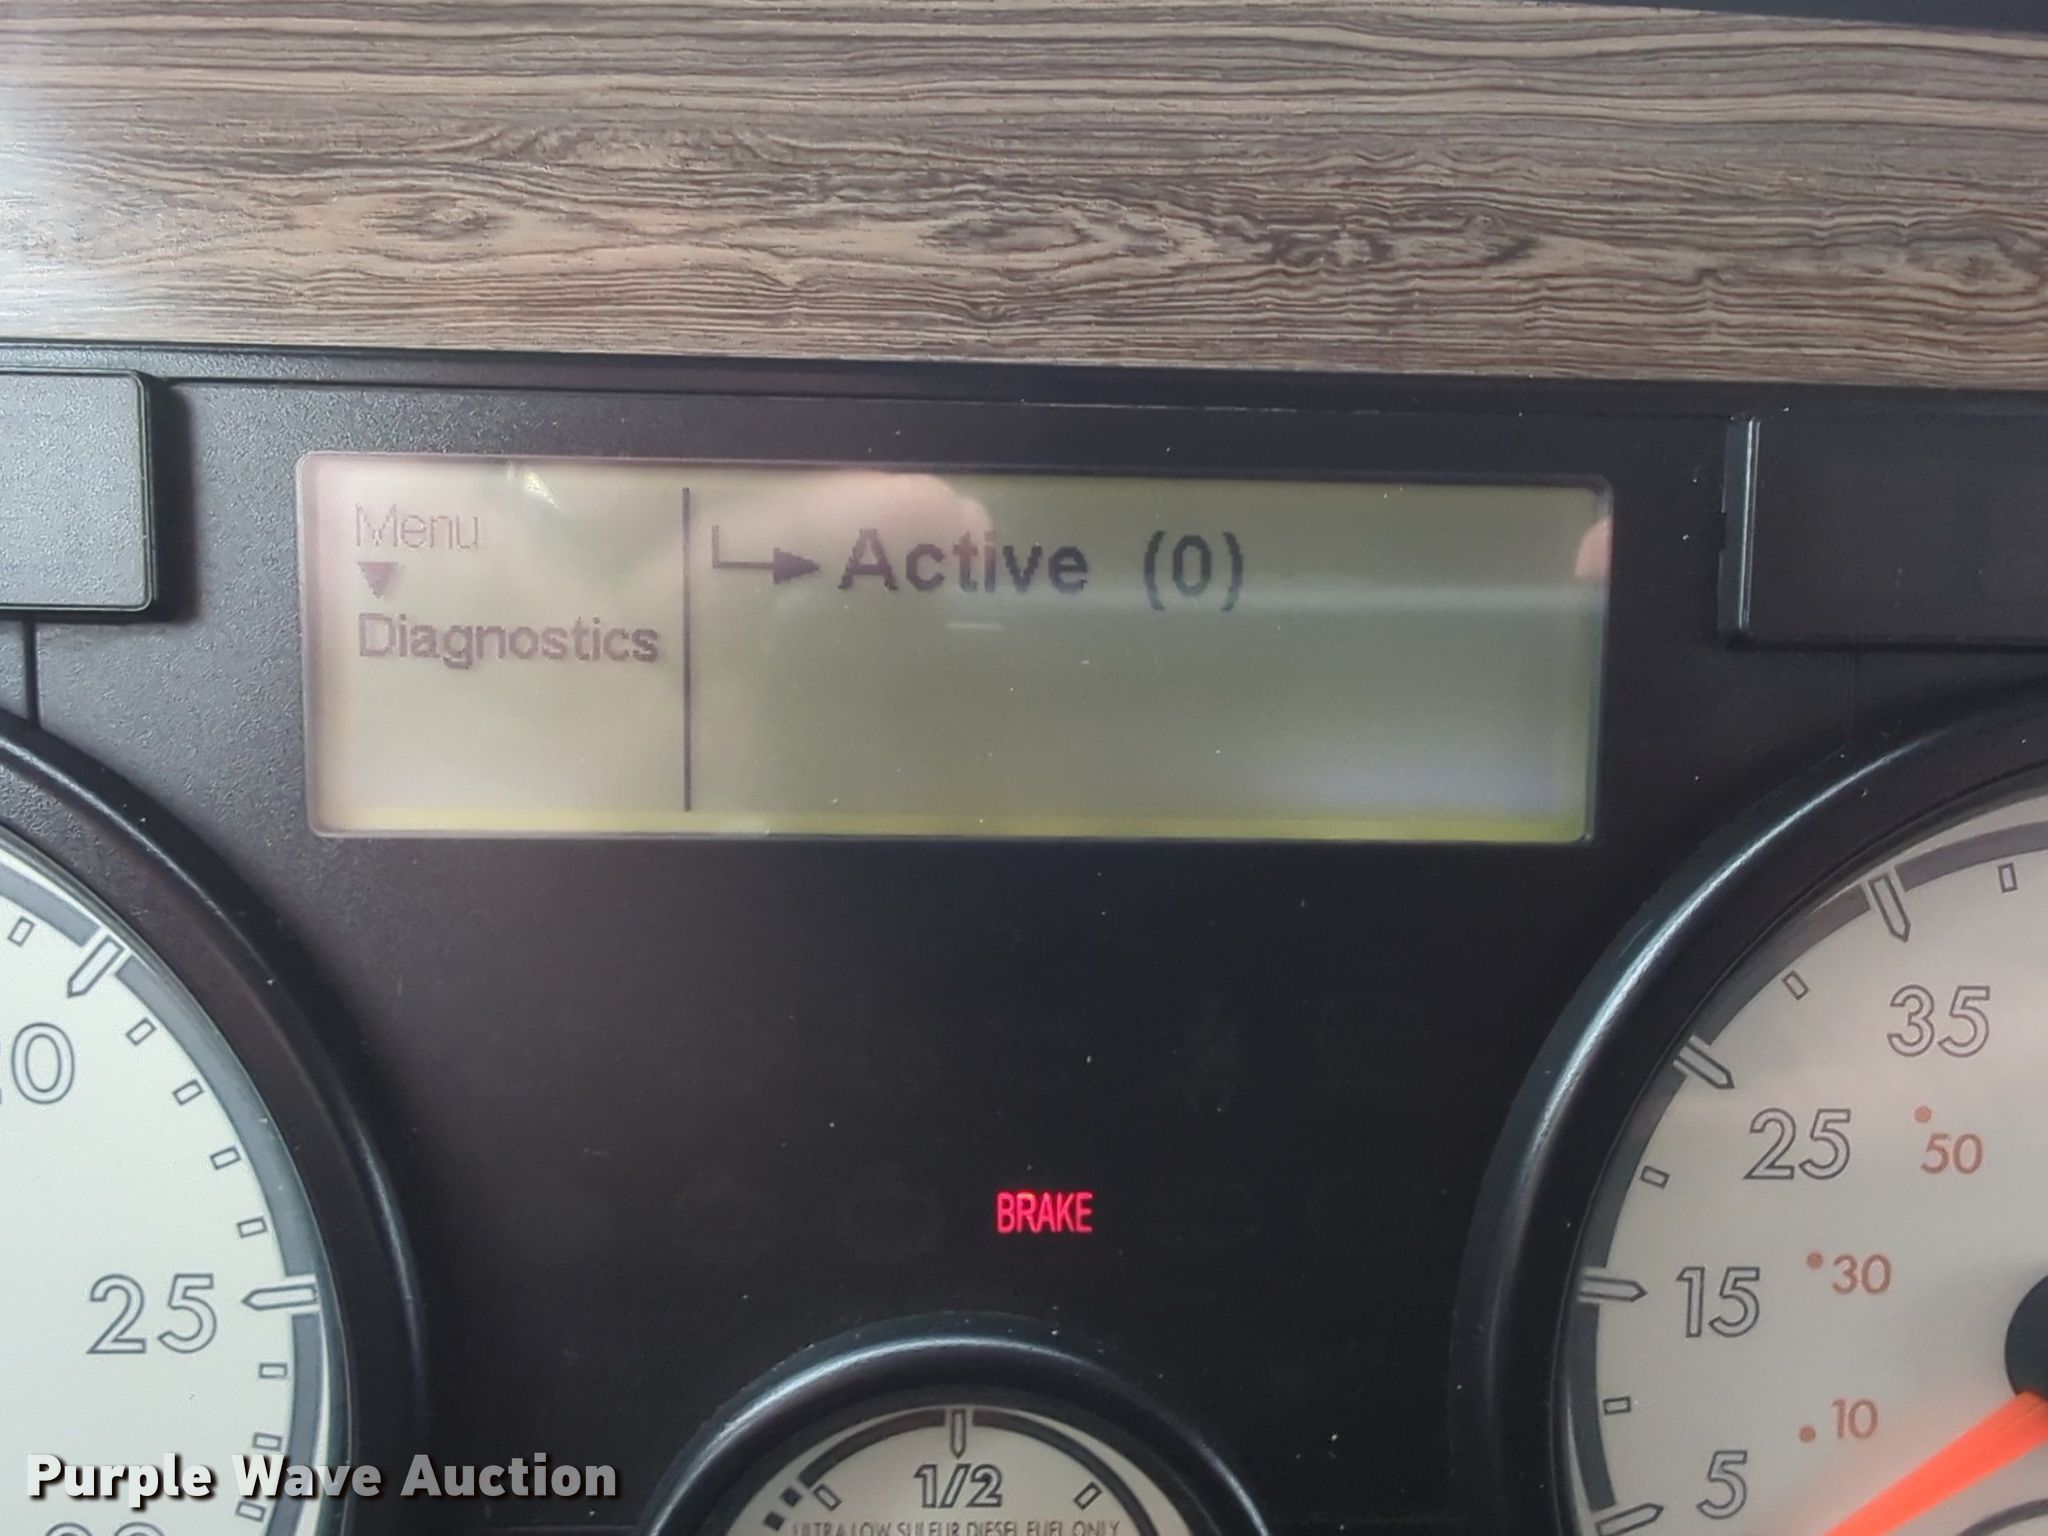 Menu
Active (0)
Diagnostics
35
25
50
BRAKE
25
15
30
10
5
1/2
ULTRA LOW SULFUR DIESEL FUEL ONLY
Purple Wave Auction